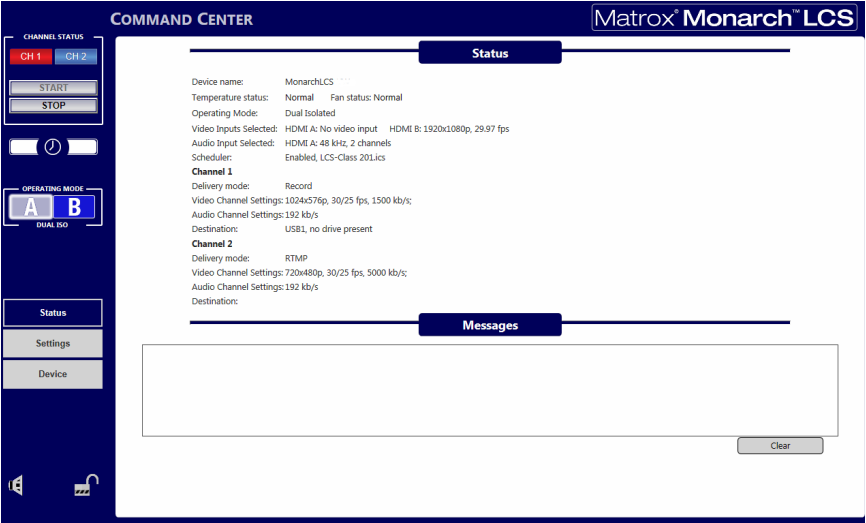 COMMAND CENTER
Matrox® Monarch™ LCS
CHANNEL STATUS
CH 1 CH 2
START
STOP
OPERATING MODE
A B
DUAL ISO
Status
Settings
Device
Status
Device name: MonarchLCS
Temperature status: Normal Fan status: Normal
Operating Mode: Dual Isolated
Video Inputs Selected: HDMI A: No video input HDMI B: 1920x1080p, 29.97 fps
Audio Input Selected: HDMI A: 48 kHz, 2 channels
Scheduler: Enabled, LCS-Class 201.ics
Channel 1
Delivery mode: Record
Video Channel Settings: 1024x576p, 30/25 fps, 1500 kb/s;
Audio Channel Settings: 192 kb/s
Destination: USB1, no drive present
Channel 2
Delivery mode: RTMP
Video Channel Settings: 720x480p, 30/25 fps, 5000 kb/s;
Audio Channel Settings: 192 kb/s
Destination:
Messages
Clear